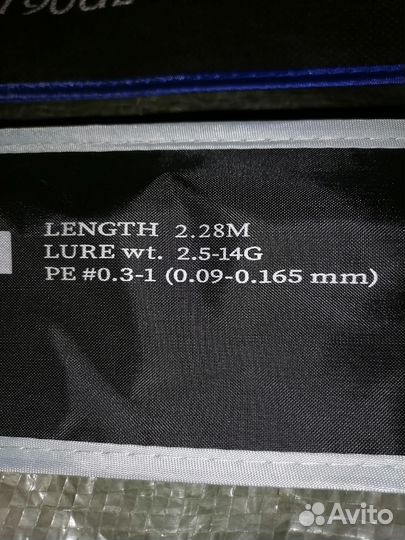 LENGTH 2.28M
LURE wt. 2.5-14G
PE #0.3-1 (0.09-0.165 mm)
Avito